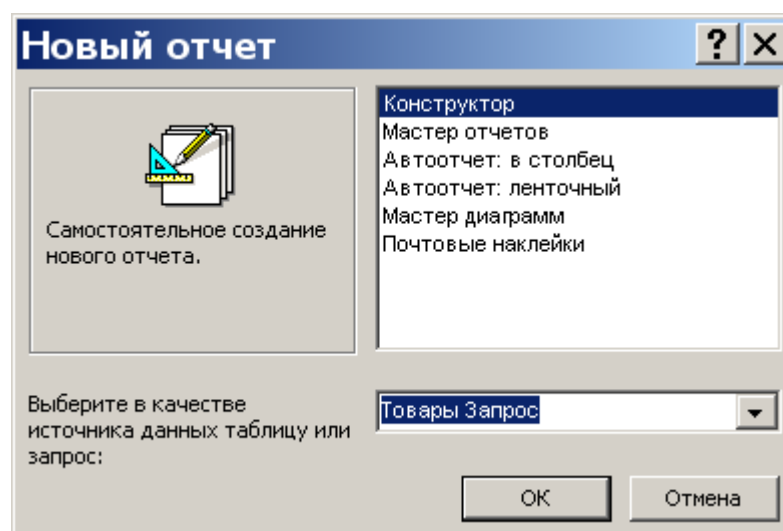 Новый отчет
Самостоятельное создание
нового отчета.
Конструктор
Мастер отчетов
Автоотчет: в столбец
Автоотчет: ленточный
Мастер диаграмм
Почтовые наклейки
Выберите в качестве
источника данных таблицу или
запрос:
Товары Запрос
ОК
Отмена